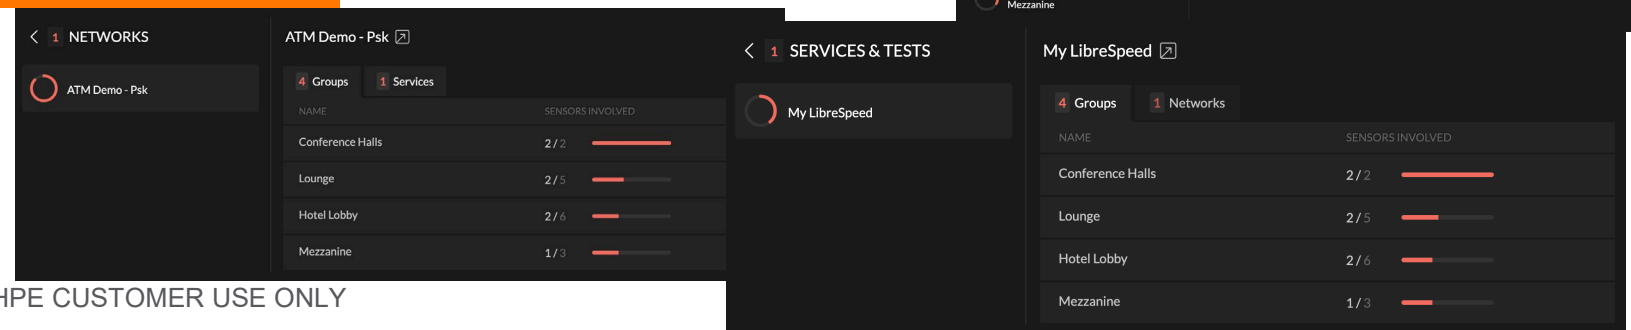 Mezzanine
1 NETWORKS
ATM Demo - Psk
ATM Demo - Psk
4 Groups 1 Services
NAME SENSORS INVOLVED
Conference Halls 2 / 2
Lounge 2 / 5
Hotel Lobby 2 / 6
Mezzanine 1 / 3
1 SERVICES & TESTS
My LibreSpeed
My LibreSpeed
4 Groups 1 Networks
NAME SENSORS INVOLVED
Conference Halls 2 / 2
Lounge 2 / 5
Hotel Lobby 2 / 6
Mezzanine 1 / 3
HPE CUSTOMER USE ONLY